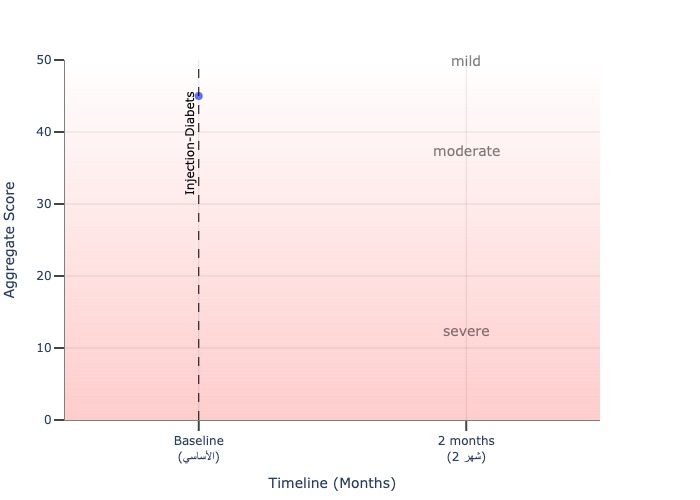 50
40
30
20
10
0
Aggregate Score
Injection-Diabets
mild
moderate
severe
Baseline
(الأساسي)
2 months
(2 شهر)
Timeline (Months)